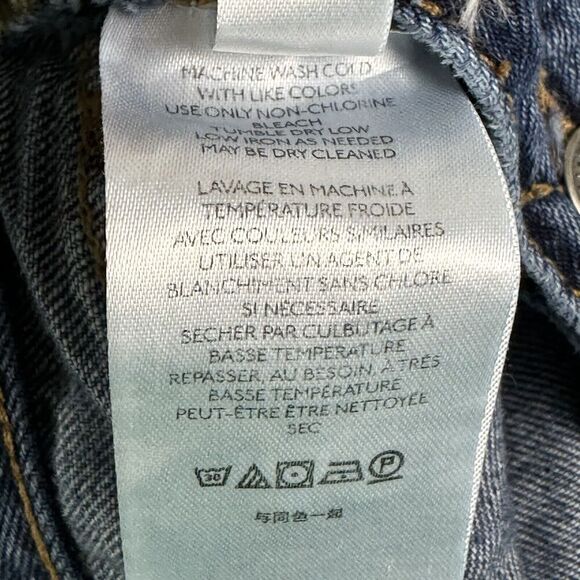 MACHINE WASH COLD
WITH LIKE COLORS
USE ONLY NON-CHLORINE
BLEACH
TUMBLE DRY LOW
LOW IRON AS NEEDED
MAY BE DRY CLEANED
LAVAGE EN MACHINE À
TEMPÉRATURE FROIDE
AVEC COULEURS SIMILAIRES
UTILISER UN AGENT DE
BLANCHIMENT SANS CHLORE
SI NÉCESSAIRE
SÉCHER PAR CULBUTAGE À
BASSE TEMPÉRATURE
REPASSER, AU BESOIN, À TRÈS
BASSE TEMPÉRATURE
PEUT-ÊTRE ÊTRE NETTOYÉE
SEC
30 P
与同色一起